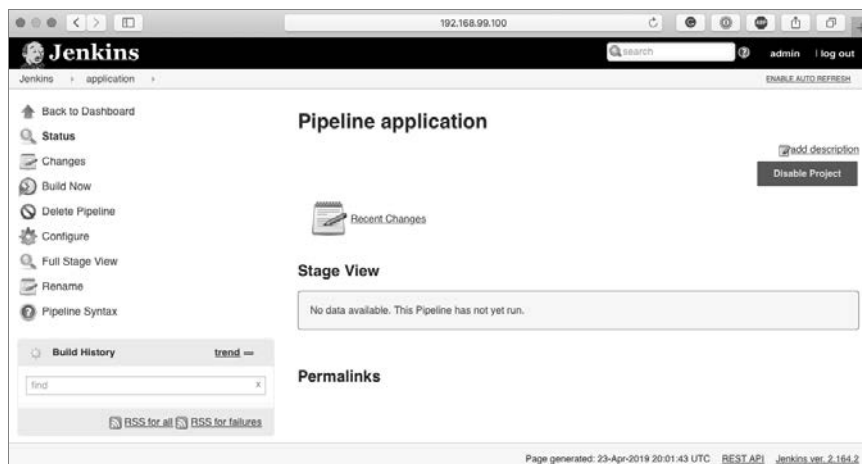 192.168.99.100
Jenkins
search
admin
| log out
Jenkins
application
ENABLE AUTO REFRESH
Back to Dashboard
Status
Changes
Build Now
Delete Pipeline
Configure
Full Stage View
Rename
Pipeline Syntax
Build History
trend
find
x
RSS for all
RSS for failures
Pipeline application
add description
Disable Project
Recent Changes
Stage View
No data available. This Pipeline has not yet run.
Permalinks
Page generated: 23-Apr-2019 20:01:43 UTC
REST API
Jenkins ver. 2.164.2